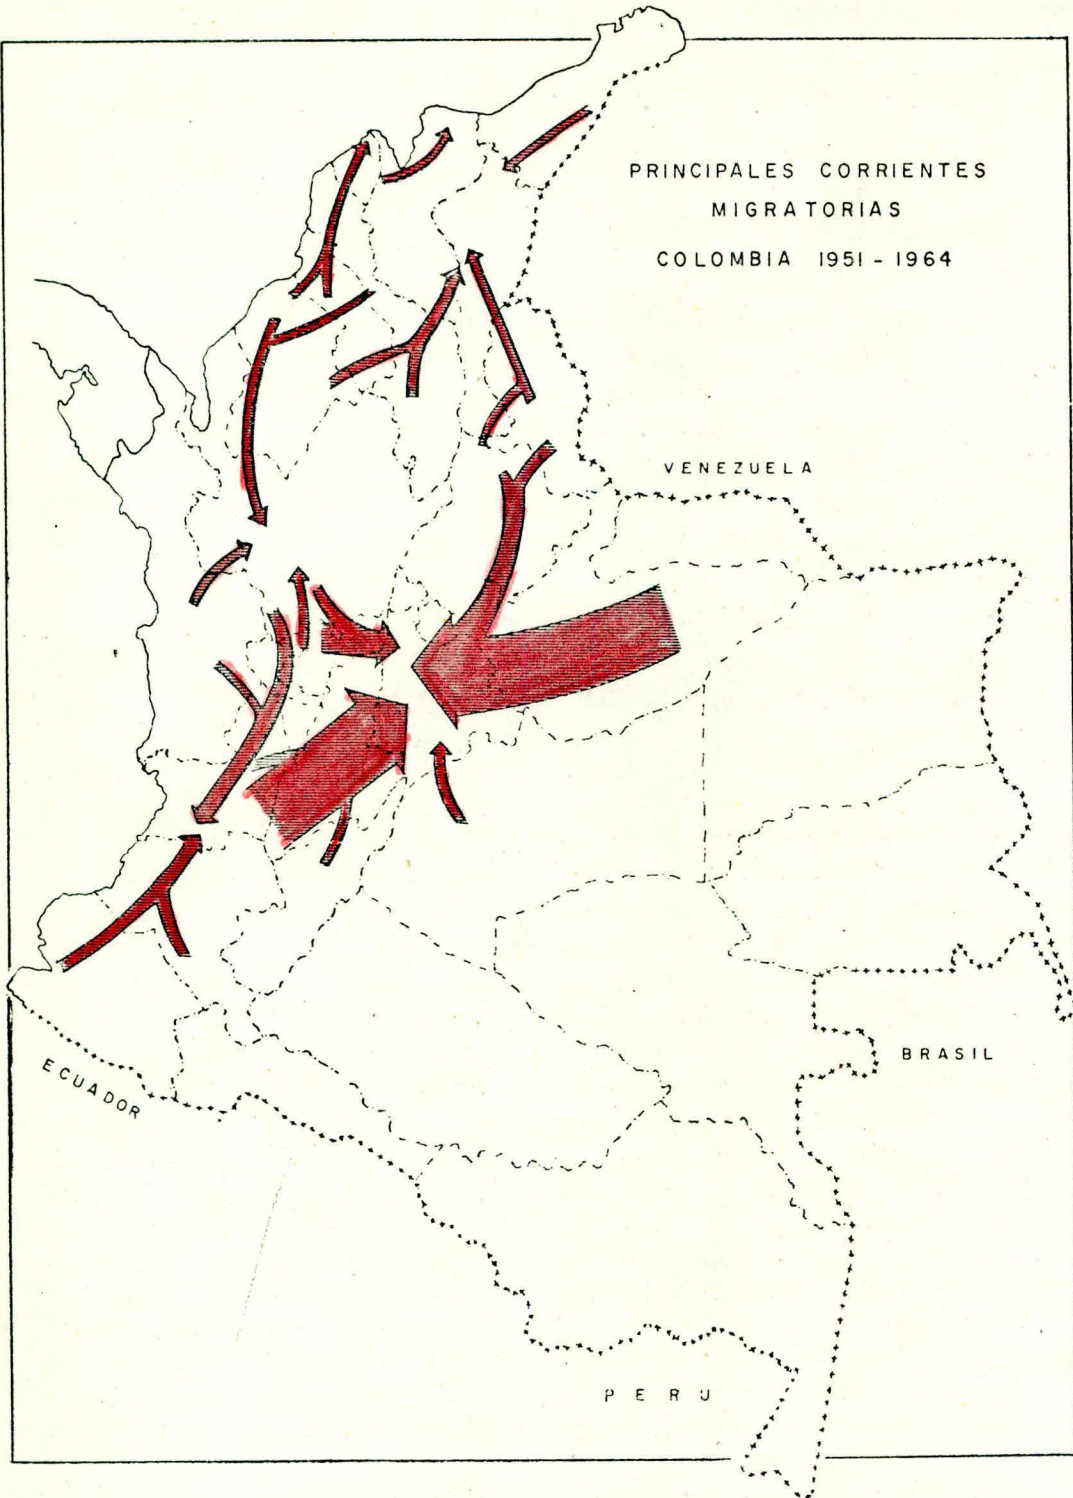 PRINCIPALES CORRIENTES
MIGRATORIAS
COLOMBIA 1951 - 1964
VENEZUELA
BRASIL
ECUADOR
PERU